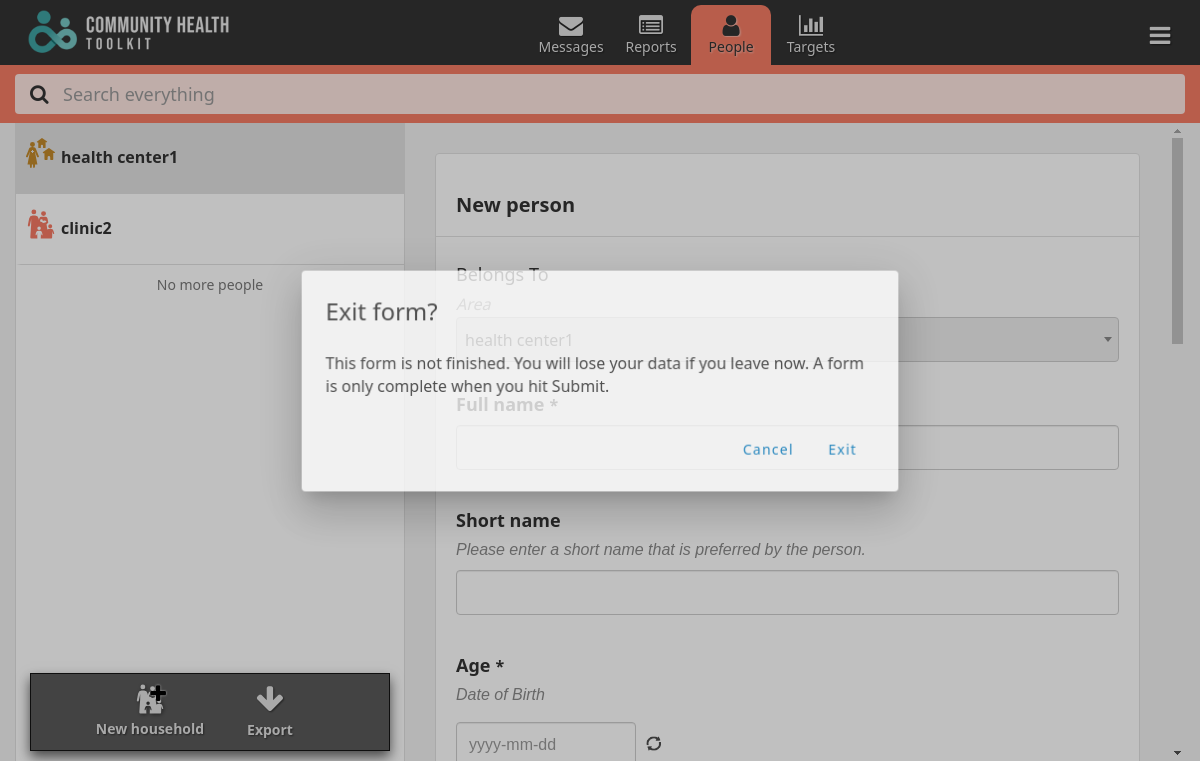 COMMUNITY HEALTH
TOOLKIT
Messages
Reports
People
Targets
Search everything
health center1
clinic2
No more people
New household
Export
New person
Belongs To
Area
health center1
Full name *
Short name
Please enter a short name that is preferred by the person.
Age *
Date of Birth
yyyy-mm-dd
Exit form?
This form is not finished. You will lose your data if you leave now. A form
is only complete when you hit Submit.
Cancel
Exit